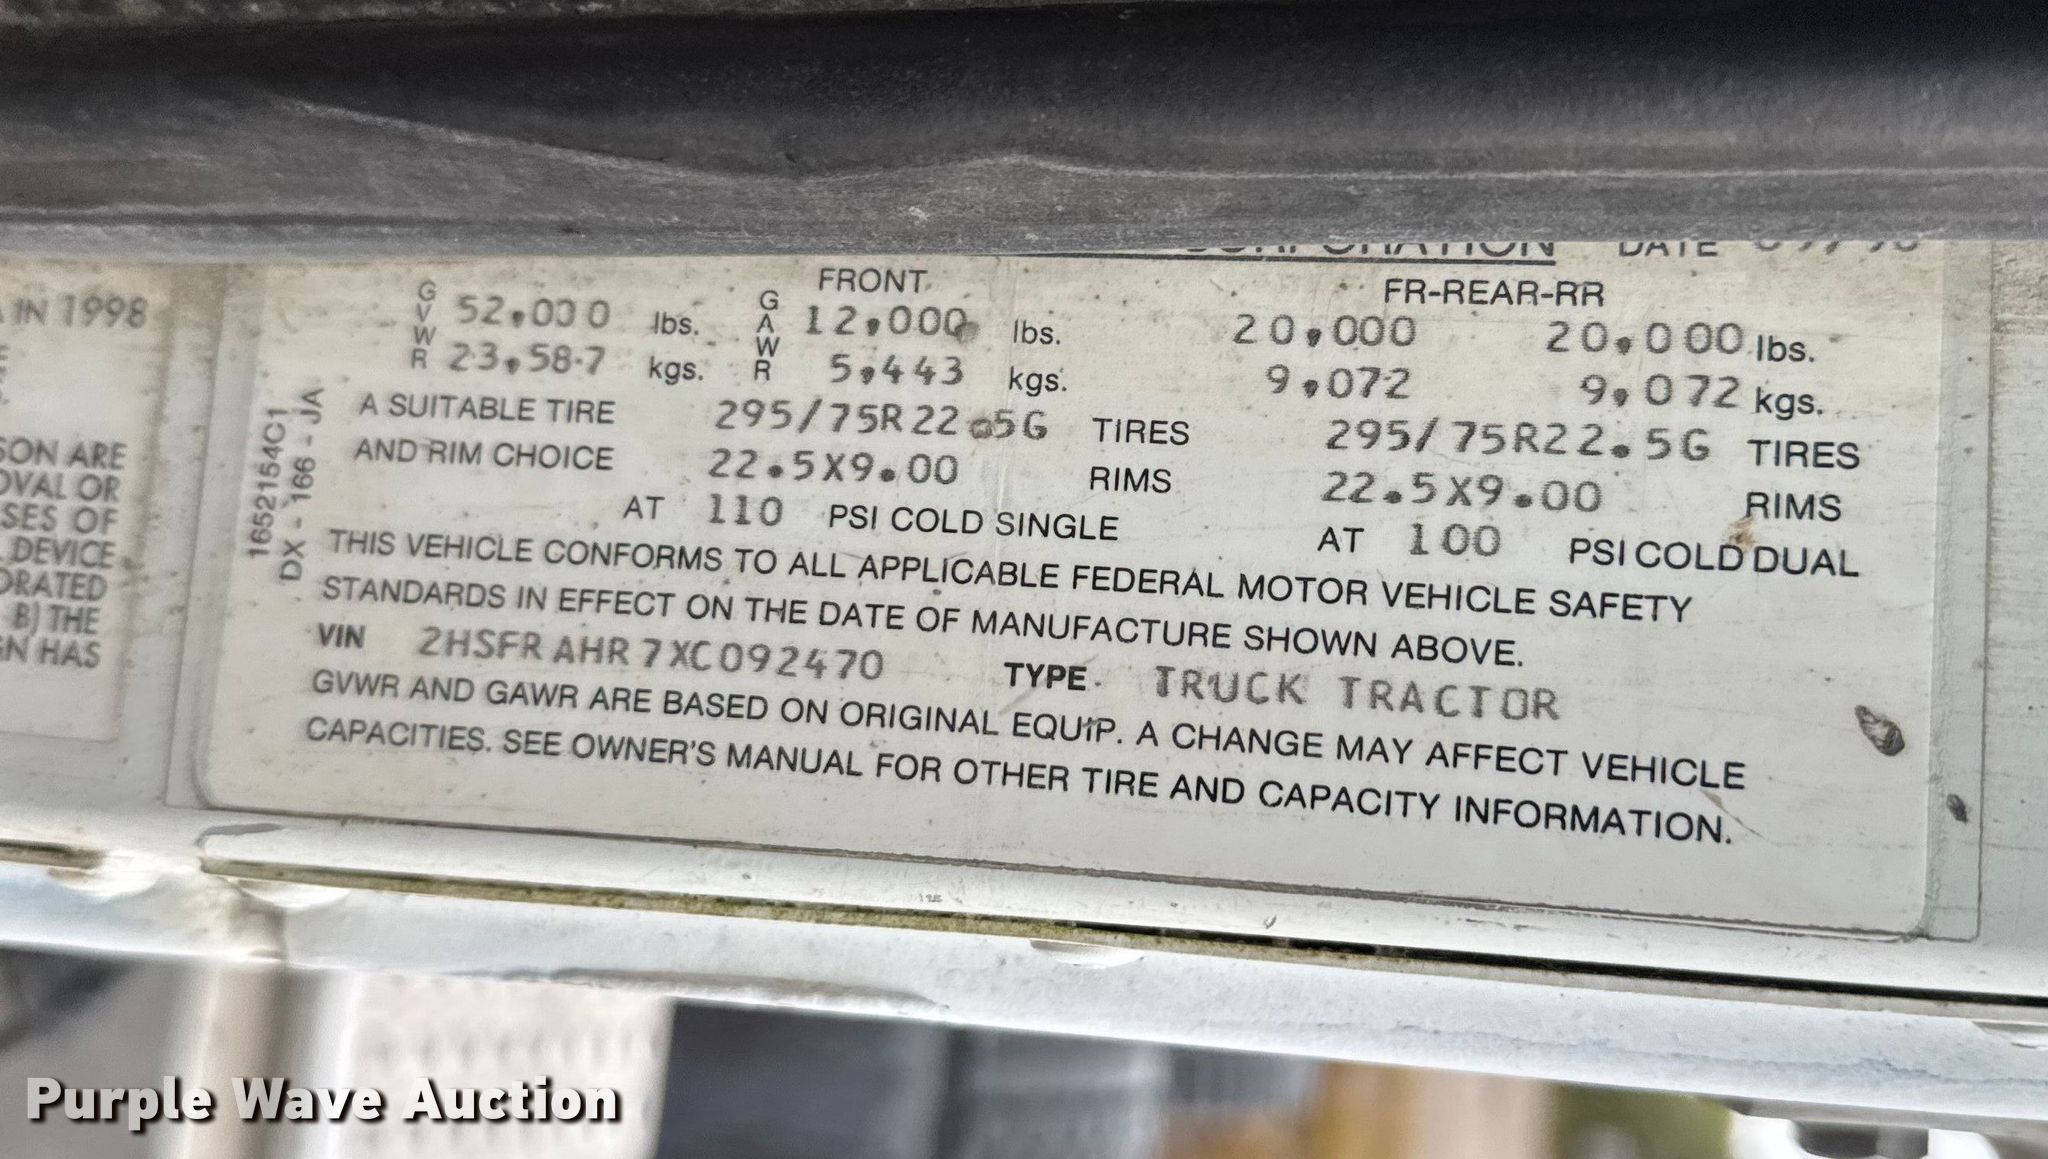 CORPORATION DATE
FRONT FR-REAR-RR
GVWR 52,000 lbs. GAWR 12,000 lbs. 20,000 20,000 lbs.
23,587 kgs. 5,443 kgs. 9,072 9,072 kgs.
A SUITABLE TIRE 295/75R22.5G TIRES 295/75R22.5G TIRES
AND RIM CHOICE 22.5X9.00 RIMS 22.5X9.00 RIMS
AT 110 PSI COLD SINGLE AT 100 PSI COLD DUAL
THIS VEHICLE CONFORMS TO ALL APPLICABLE FEDERAL MOTOR VEHICLE SAFETY
STANDARDS IN EFFECT ON THE DATE OF MANUFACTURE SHOWN ABOVE.
VIN 2HSFRAHR7XC092470 TYPE TRUCK TRACTOR
GVWR AND GAWR ARE BASED ON ORIGINAL EQUIP. A CHANGE MAY AFFECT VEHICLE
CAPACITIES. SEE OWNER'S MANUAL FOR OTHER TIRE AND CAPACITY INFORMATION.
1652154C1
DX - 166 - JA
IN 1998
ARE
OR
OF
DEVICE
B) THE
HAS
Purple Wave Auction